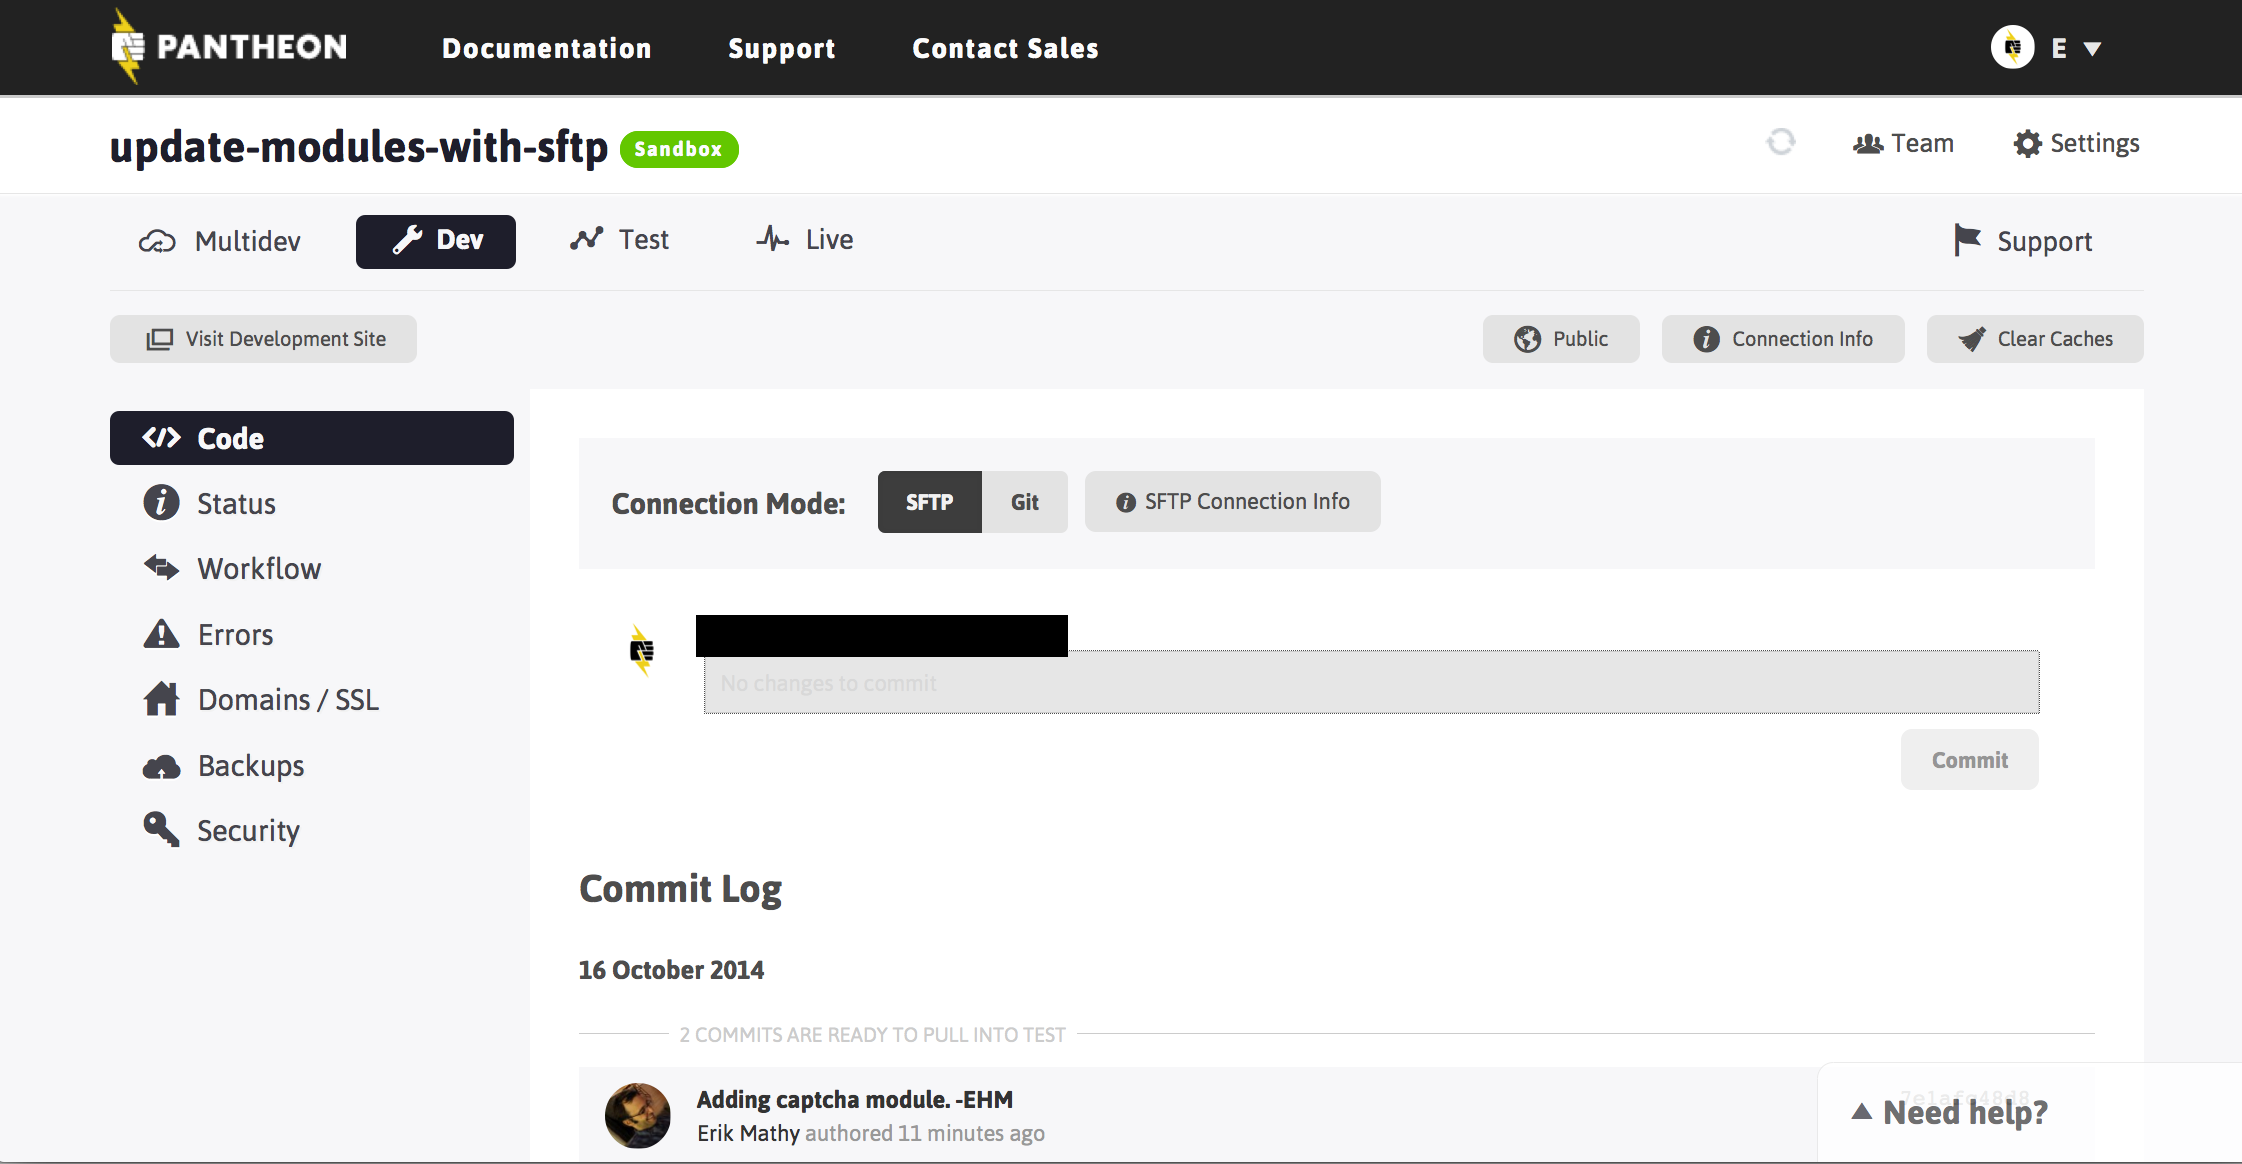 PANTHEON Documentation Support Contact Sales E
update-modules-with-sftp Sandbox Team Settings
Multidev Dev Test Live Support
Visit Development Site Public Connection Info Clear Caches
Code
Status
Workflow
Errors
Domains / SSL
Backups
Security
Connection Mode: SFTP Git SFTP Connection Info
No changes to commit
Commit
Commit Log
16 October 2014
2 COMMITS ARE READY TO PULL INTO TEST
Adding captcha module. -EHM
Erik Mathy authored 11 minutes ago
Need help?